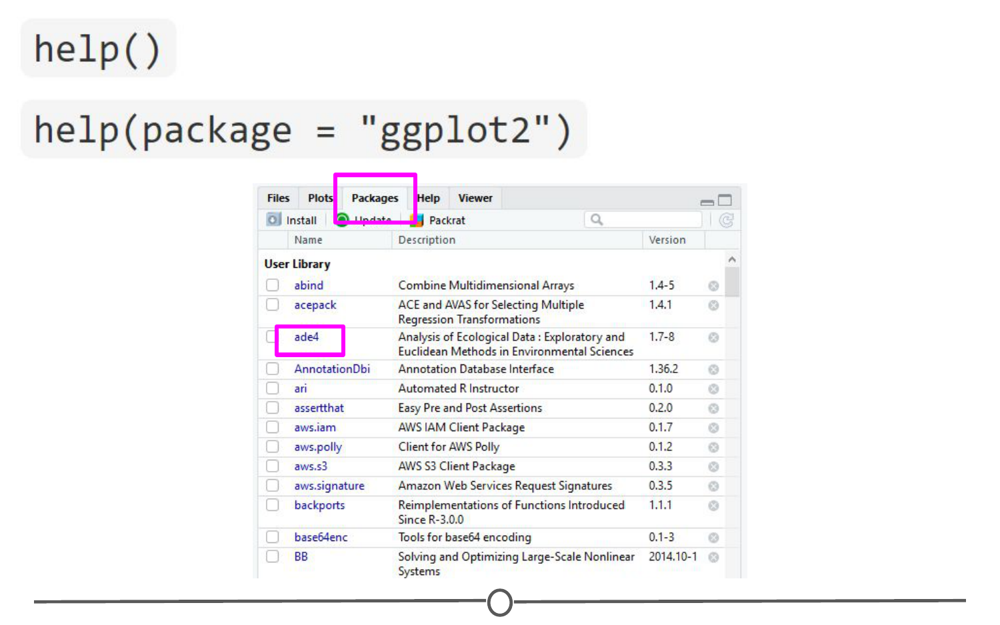 help()
help(package = "ggplot2")
Files Plots Packages Help Viewer
Install Update Packrat
Name Description Version
User Library
abind Combine Multidimensional Arrays 1.4-5
acepack ACE and AVAS for Selecting Multiple 1.4.1
Regression Transformations
ade4 Analysis of Ecological Data : Exploratory and 1.7-8
Euclidean Methods in Environmental Sciences
AnnotationDbi Annotation Database Interface 1.36.2
ari Automated R Instructor 0.1.0
assertthat Easy Pre and Post Assertions 0.2.0
aws.iam AWS IAM Client Package 0.1.7
aws.polly Client for AWS Polly 0.1.2
aws.s3 AWS S3 Client Package 0.3.3
aws.signature Amazon Web Services Request Signatures 0.3.5
backports Reimplementations of Functions Introduced 1.1.1
Since R-3.0.0
base64enc Tools for base64 encoding 0.1-3
BB Solving and Optimizing Large-Scale Nonlinear 2014.10-1
Systems